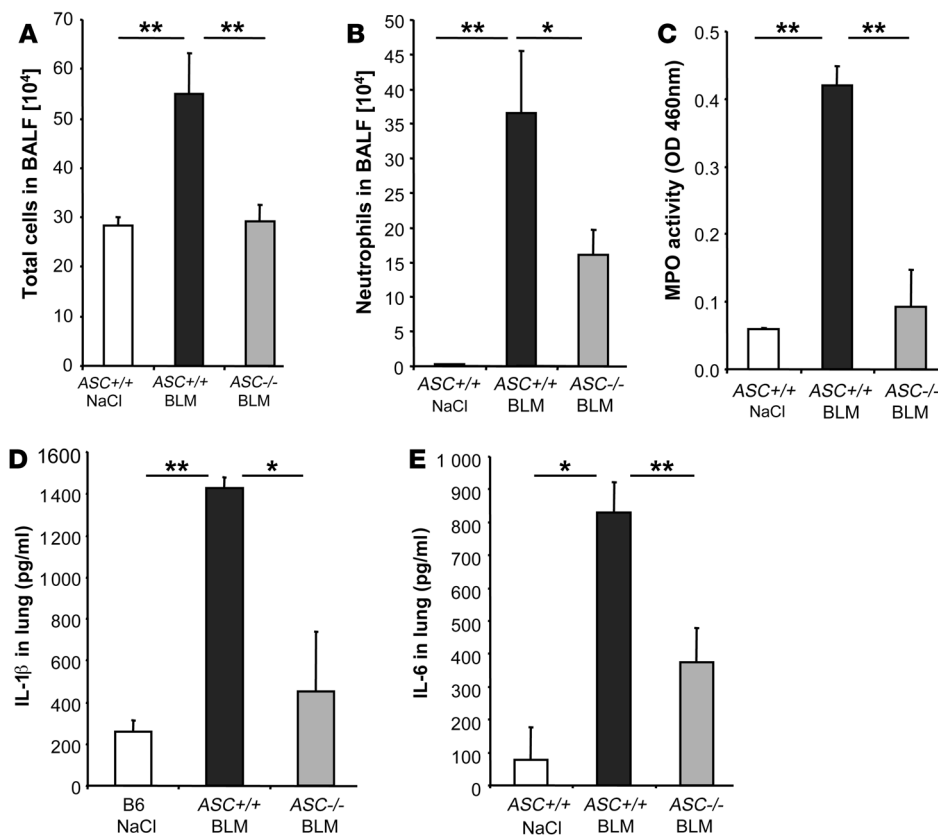 A
Total cells in BALF [10⁴]
70
60
50
40
30
20
10
0
** **
ASC+/+ NaCl
ASC+/+ BLM
ASC-/- BLM
B
Neutrophils in BALF [10⁴]
50
45
40
35
30
25
20
15
10
5
0
** *
ASC+/+ NaCl
ASC+/+ BLM
ASC-/- BLM
C
MPO activity (OD 460nm)
0.5
0.4
0.3
0.2
0.1
0.0
** **
ASC+/+ NaCl
ASC+/+ BLM
ASC-/- BLM
D
IL-1β in lung (pg/ml)
1600
1400
1200
1000
800
600
400
200
0
** *
B6 NaCl
ASC+/+ BLM
ASC-/- BLM
E
IL-6 in lung (pg/ml)
1 000
900
800
700
600
500
400
300
200
100
0
* **
ASC+/+ NaCl
ASC+/+ BLM
ASC-/- BLM